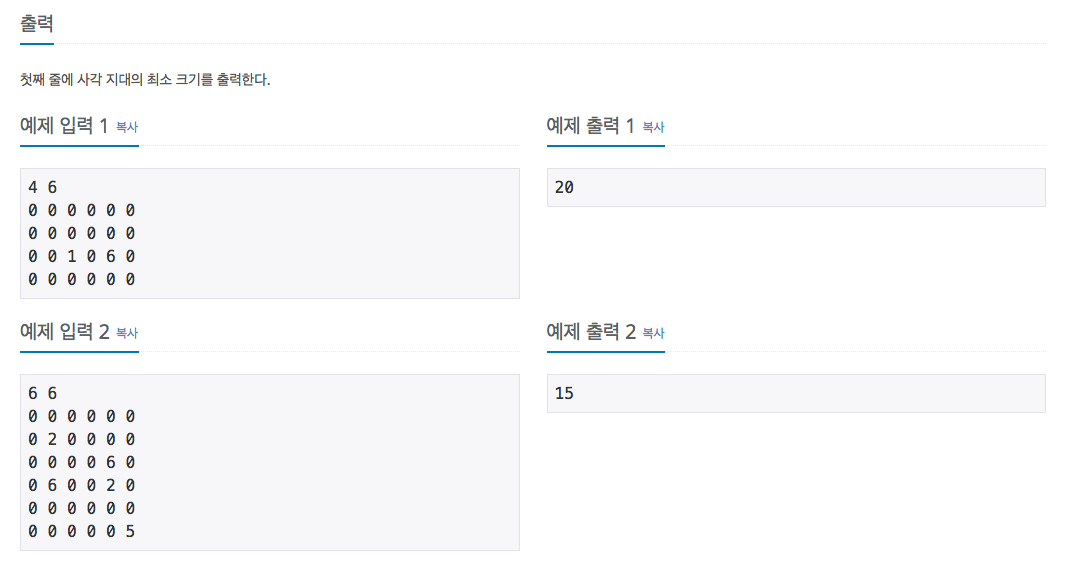 출력
첫째 줄에 사각 지대의 최소 크기를 출력한다.
예제 입력 1 복사
4 6
0 0 0 0 0 0
0 0 0 0 0 0
0 0 1 0 6 0
0 0 0 0 0 0
예제 출력 1 복사
20
예제 입력 2 복사
6 6
0 0 0 0 0 0
0 2 0 0 0 0
0 0 0 0 6 0
0 6 0 0 2 0
0 0 0 0 0 0
0 0 0 0 0 5
예제 출력 2 복사
15